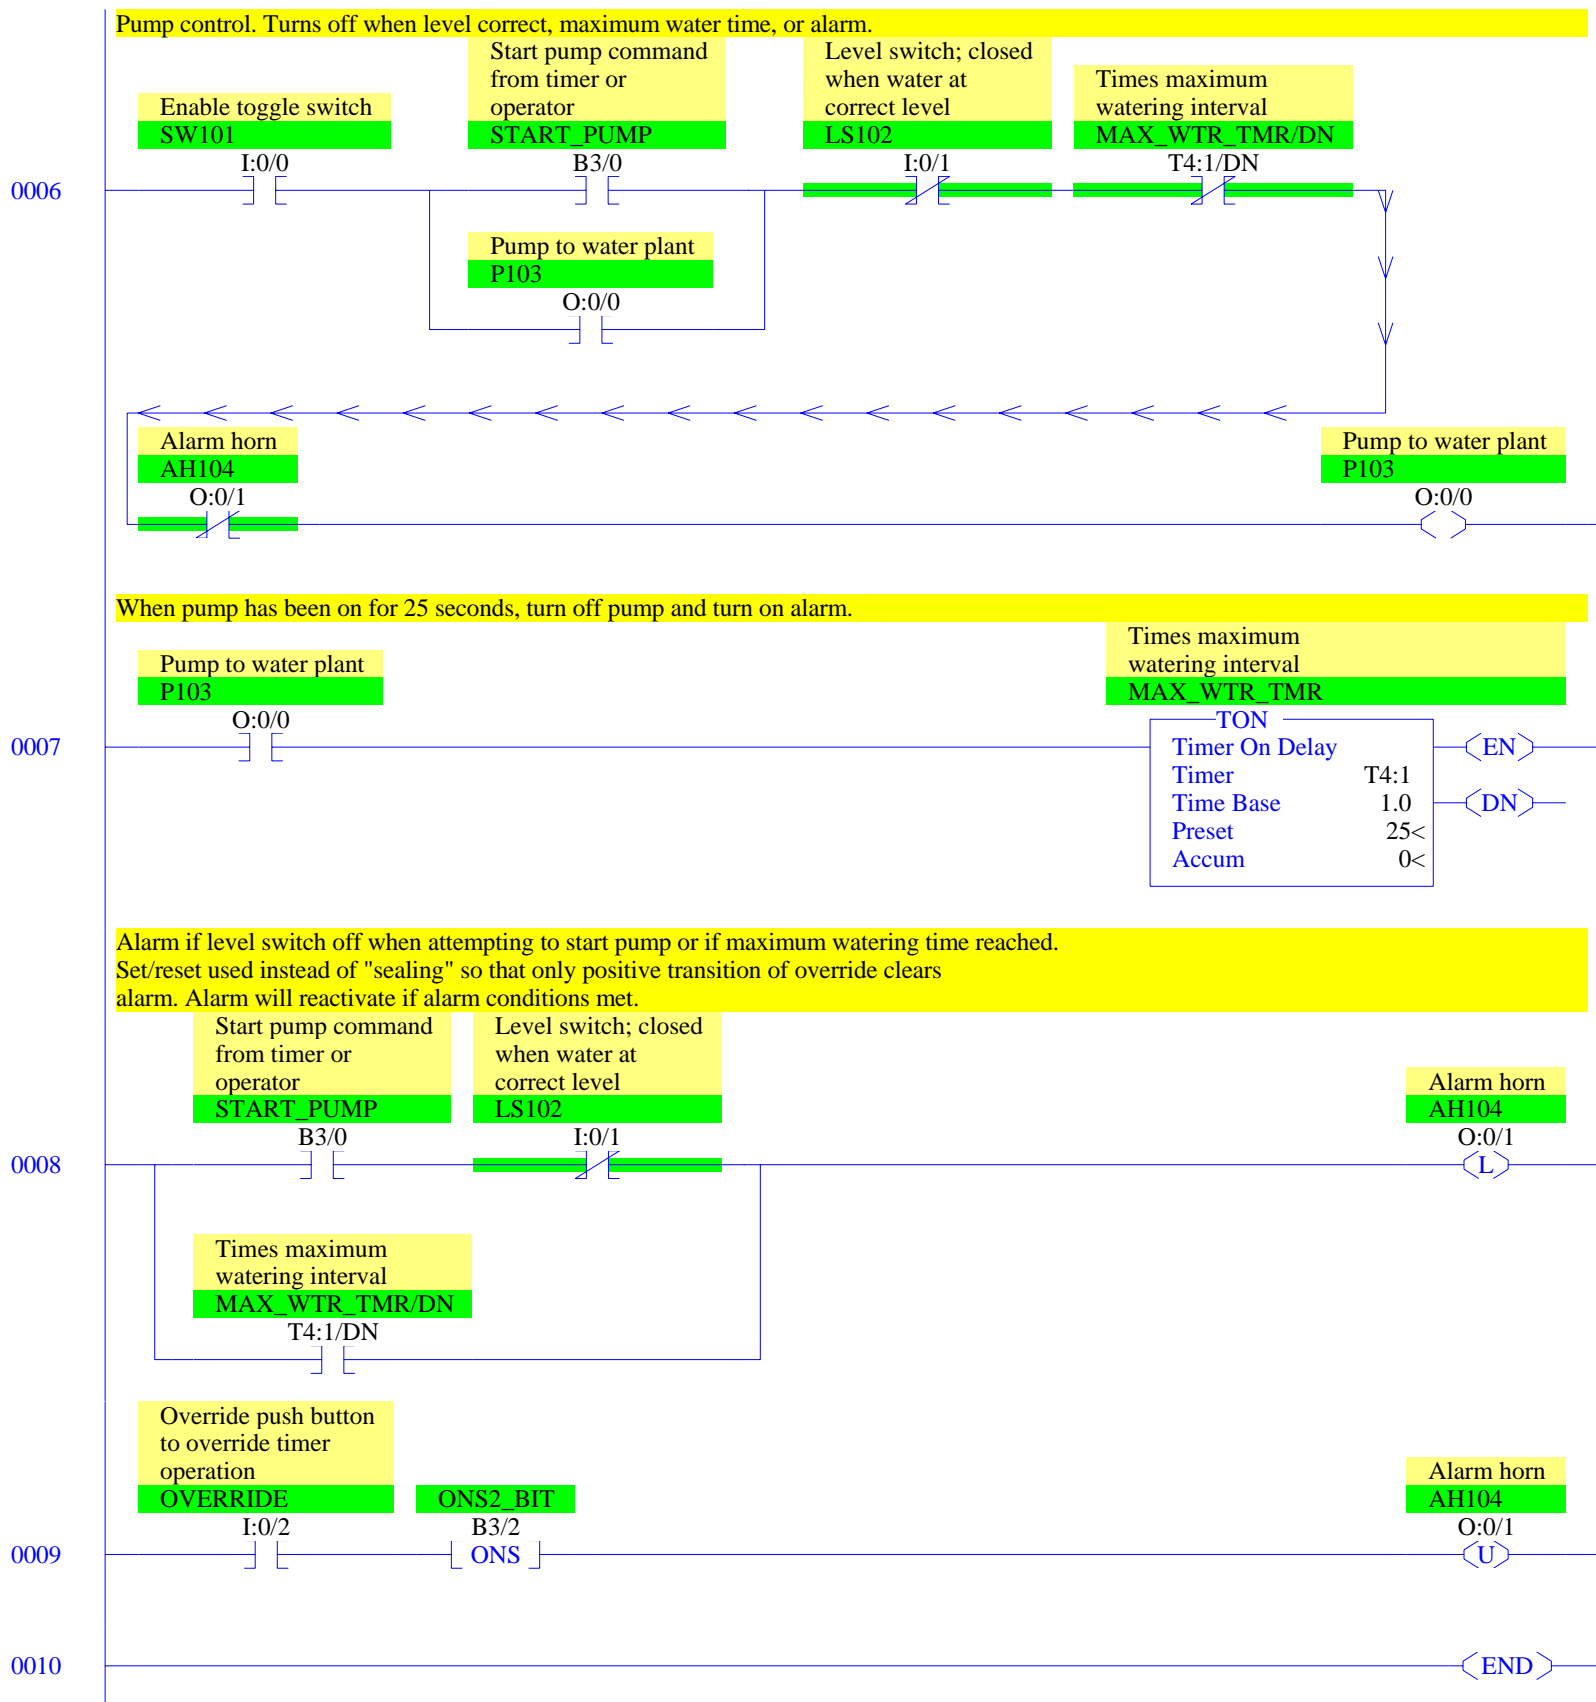 Pump control. Turns off when level correct, maximum water time, or alarm.
Enable toggle switch
SW101
I:0/0
Start pump command
from timer or
operator
START_PUMP
B3/0
Level switch; closed
when water at
correct level
LS102
I:0/1
Times maximum
watering interval
MAX_WTR_TMR/DN
T4:1/DN
0006
Pump to water plant
P103
O:0/0
Alarm horn
AH104
O:0/1
Pump to water plant
P103
O:0/0
When pump has been on for 25 seconds, turn off pump and turn on alarm.
Pump to water plant
P103
O:0/0
0007
Times maximum
watering interval
MAX_WTR_TMR
TON
Timer On Delay
Timer T4:1
Time Base 1.0
Preset 25<
Accum 0<
EN
DN
Alarm if level switch off when attempting to start pump or if maximum watering time reached.
Set/reset used instead of "sealing" so that only positive transition of override clears
alarm. Alarm will reactivate if alarm conditions met.
Start pump command
from timer or
operator
START_PUMP
B3/0
Level switch; closed
when water at
correct level
LS102
I:0/1
Alarm horn
AH104
O:0/1
0008
L
Times maximum
watering interval
MAX_WTR_TMR/DN
T4:1/DN
Override push button
to override timer
operation
OVERRIDE
I:0/2
ONS2_BIT
B3/2
ONS
Alarm horn
AH104
O:0/1
0009
U
0010
END